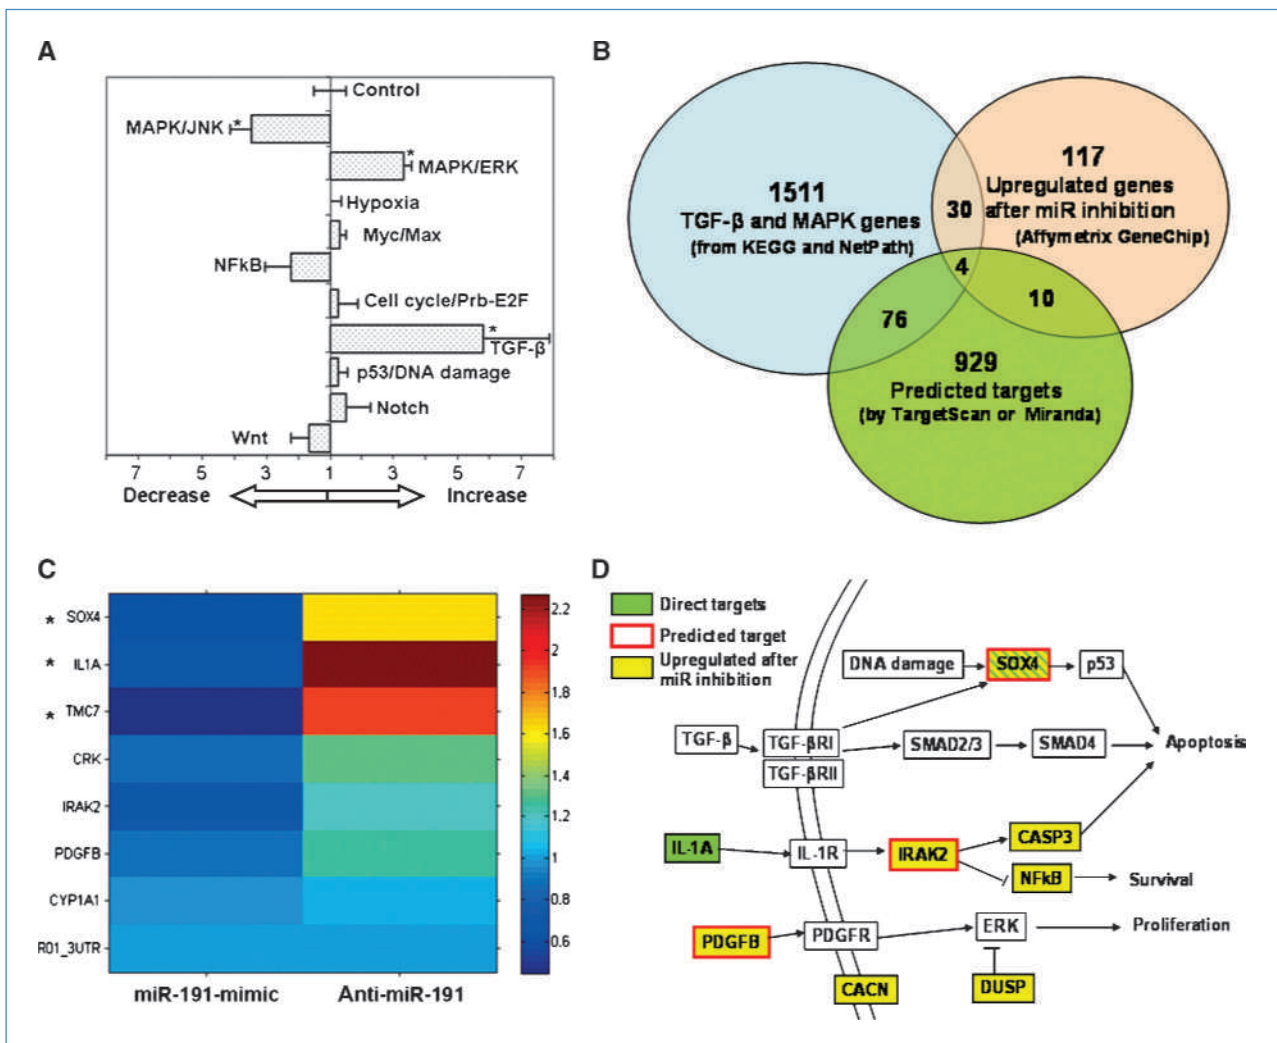 A
Control
MAPK/JNK
*
*
MAPK/ERK
Hypoxia
Myc/Max
NFkB
Cell cycle/Prb-E2F
*
TGF-β
p53/DNA damage
Notch
Wnt
7 5 3 1 3 5 7
Decrease Increase
B
1511
TGF-β and MAPK genes
(from KEGG and NetPath)
117
Upregulated genes
after miR inhibition
(Affymetrix GeneChip)
30
4
10
76
929
Predicted targets
(by TargetScan or Miranda)
C
* SOX4
* IL1A
* TMC7
CRK
IRAK2
PDGFB
CYP1A1
R01_3UTR
miR-191-mimic Anti-miR-191
2.2
2
1.8
1.6
1.4
1.2
1
0.8
0.6
D
Direct targets
Predicted target
Upregulated after
miR inhibition
DNA damage SOX4 p53
TGF-β TGF-βRI SMAD2/3 SMAD4 Apoptosis
TGF-βRII
IL-1A IL-1R IRAK2 CASP3
NFkB Survival
PDGFB PDGFR ERK Proliferation
CACN DUSP